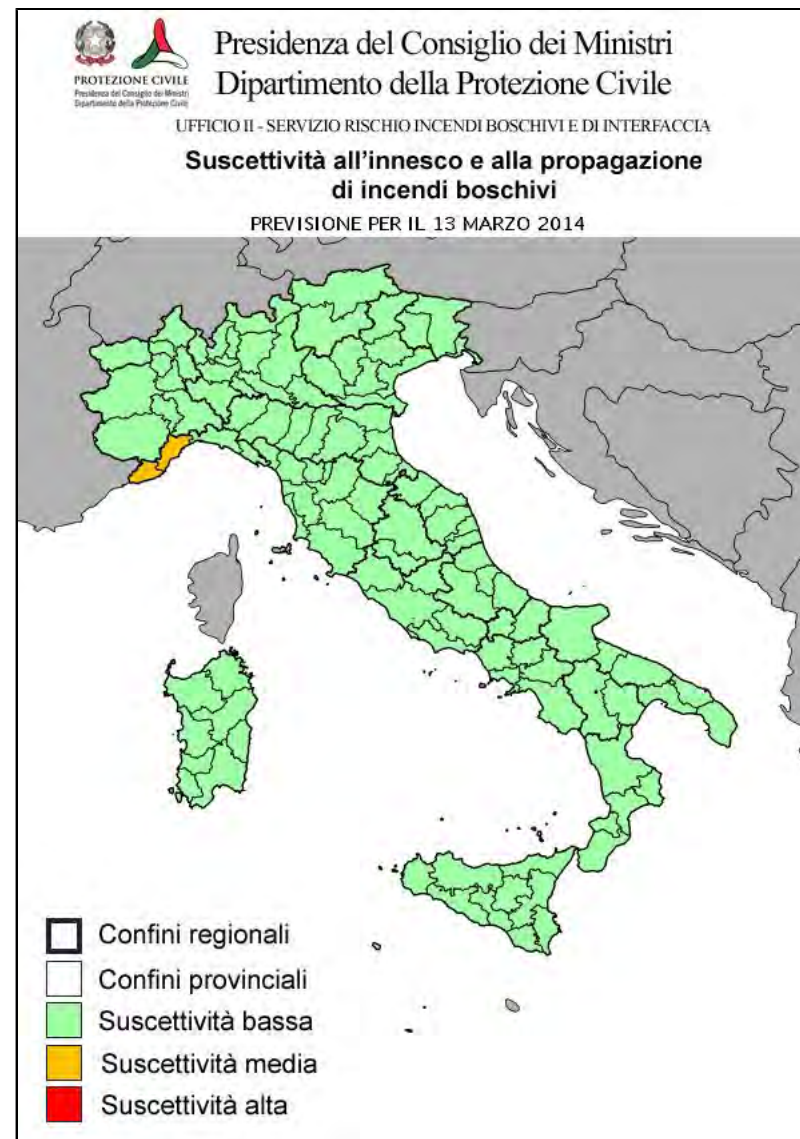 PROTEZIONE CIVILE
Presidenza del Consiglio dei Ministri
Dipartimento della Protezione Civile
Presidenza del Consiglio dei Ministri
Dipartimento della Protezione Civile
UFFICIO II - SERVIZIO RISCHIO INCENDI BOSCHIVI E DI INTERFACCIA
Suscettività all'innesco e alla propagazione
di incendi boschivi
PREVISIONE PER IL 13 MARZO 2014
Confini regionali
Confini provinciali
Suscettività bassa
Suscettività media
Suscettività alta